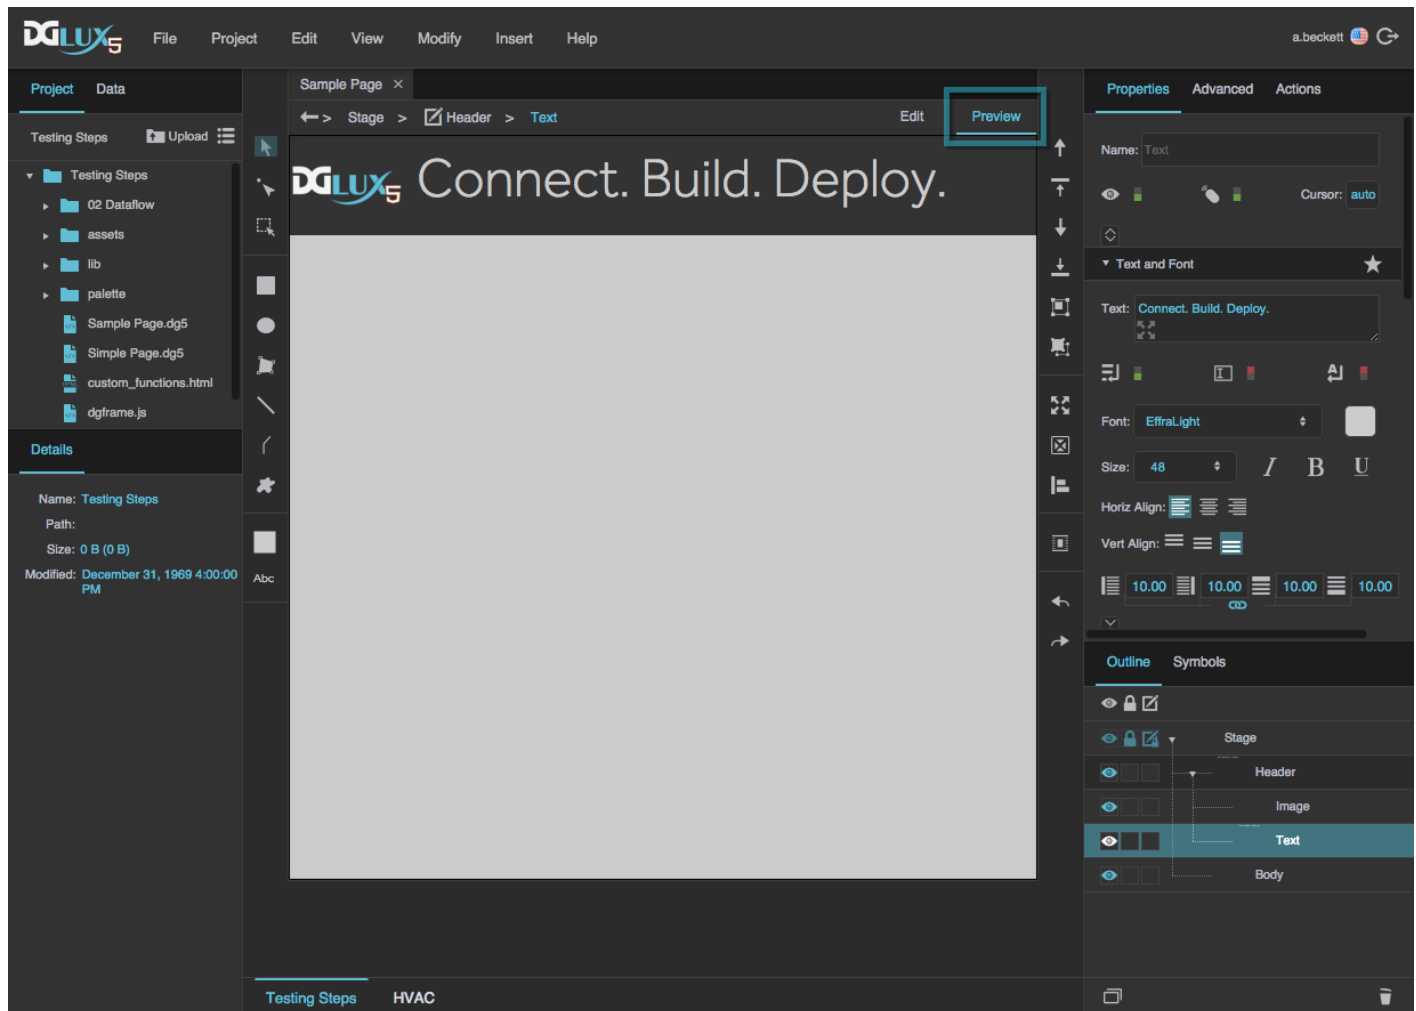 DGLUX5 File Project Edit View Modify Insert Help a.beckett
Project Data
Testing Steps Upload
Testing Steps
02 Dataflow
assets
lib
palette
Sample Page.dg5
Simple Page.dg5
custom_functions.html
dgframe.js
Details
Name: Testing Steps
Path:
Size: 0 B (0 B)
Modified: December 31, 1969 4:00:00
PM
Abc
Sample Page ×
> Stage > Header > Text Edit Preview
DGLUX5 Connect. Build. Deploy.
Testing Steps HVAC
Properties Advanced Actions
Name: Text
Cursor: auto
Text and Font
Text: Connect. Build. Deploy.
Font: EffraLight
Size: 48 I B U
Horiz Align:
Vert Align:
10.00 10.00 10.00 10.00
Outline Symbols
Stage
Header
Image
Text
Body